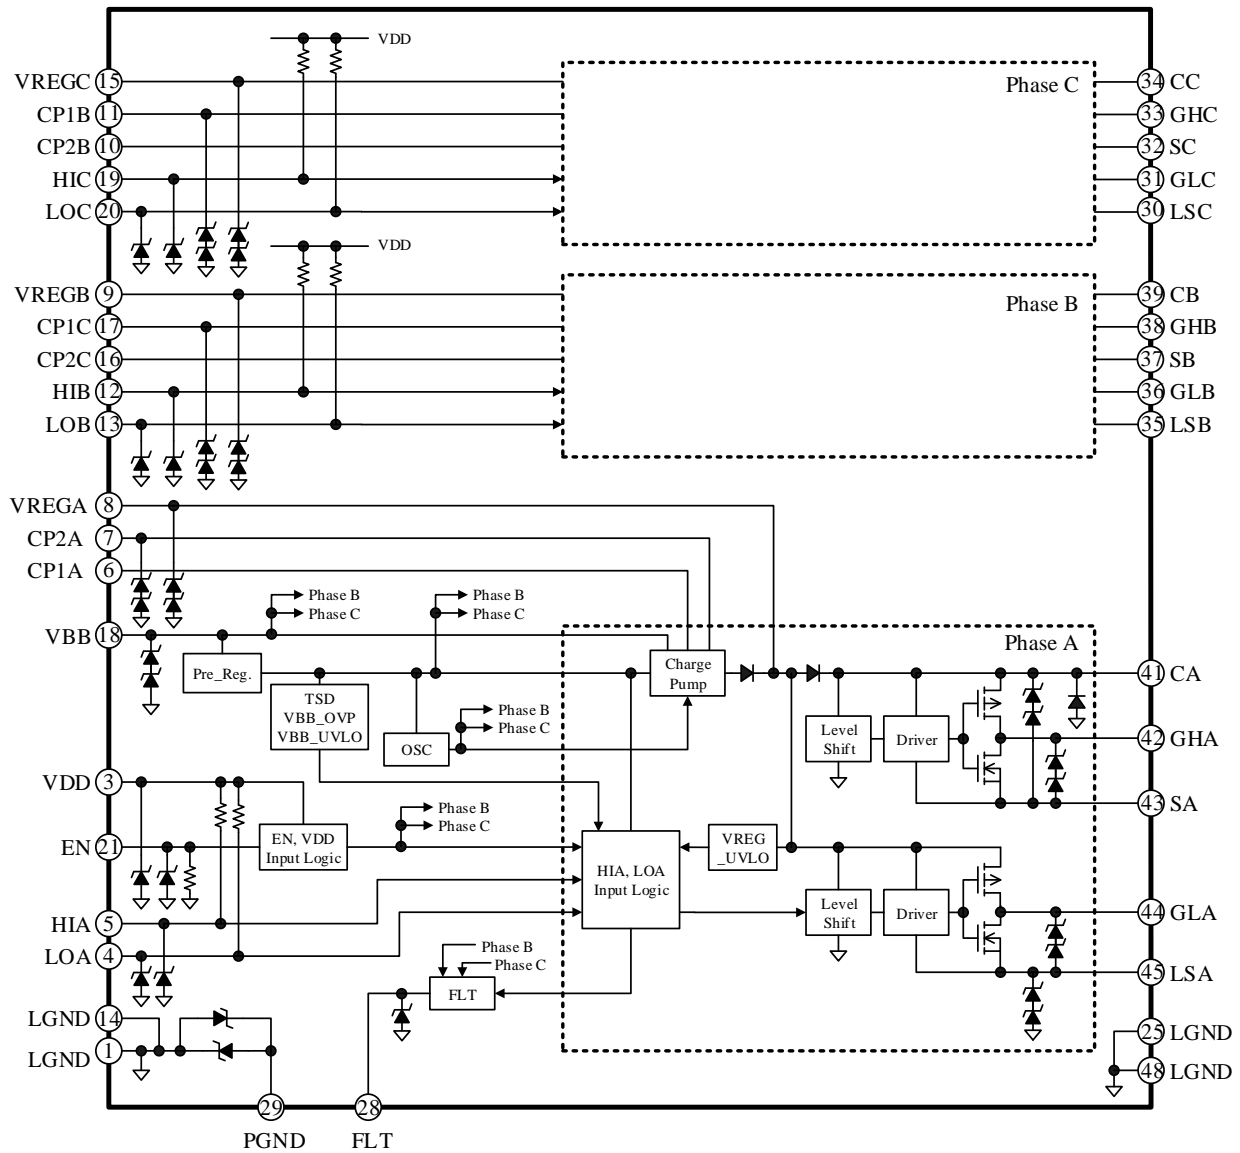 VDD
VREGC 15
Phase C
34 CC
CP1B 11
33 GHC
CP2B 10
32 SC
HIC 19
31 GLC
LOC 20
30 LSC
VDD
VREGB 9
Phase B
39 CB
CP1C 17
38 GHB
CP2C 16
37 SB
HIB 12
36 GLB
LOB 13
35 LSB
VREGA 8
CP2A 7
CP1A 6
Phase B
Phase C
Phase B
Phase C
VBB 18
Phase A
Pre_Reg.
Charge
Pump
41 CA
TSD
VBB_OVP
VBB_UVLO
Phase B
Phase C
OSC
Level
Shift
Driver
42 GHA
VDD 3
43 SA
Phase B
Phase C
EN 21
EN, VDD
Input Logic
VREG
_UVLO
HIA, LOA
Input Logic
HIA 5
Level
Shift
Driver
44 GLA
LOA 4
Phase B
Phase C
45 LSA
FLT
LGND 14
25 LGND
LGND 1
48 LGND
29
28
PGND
FLT